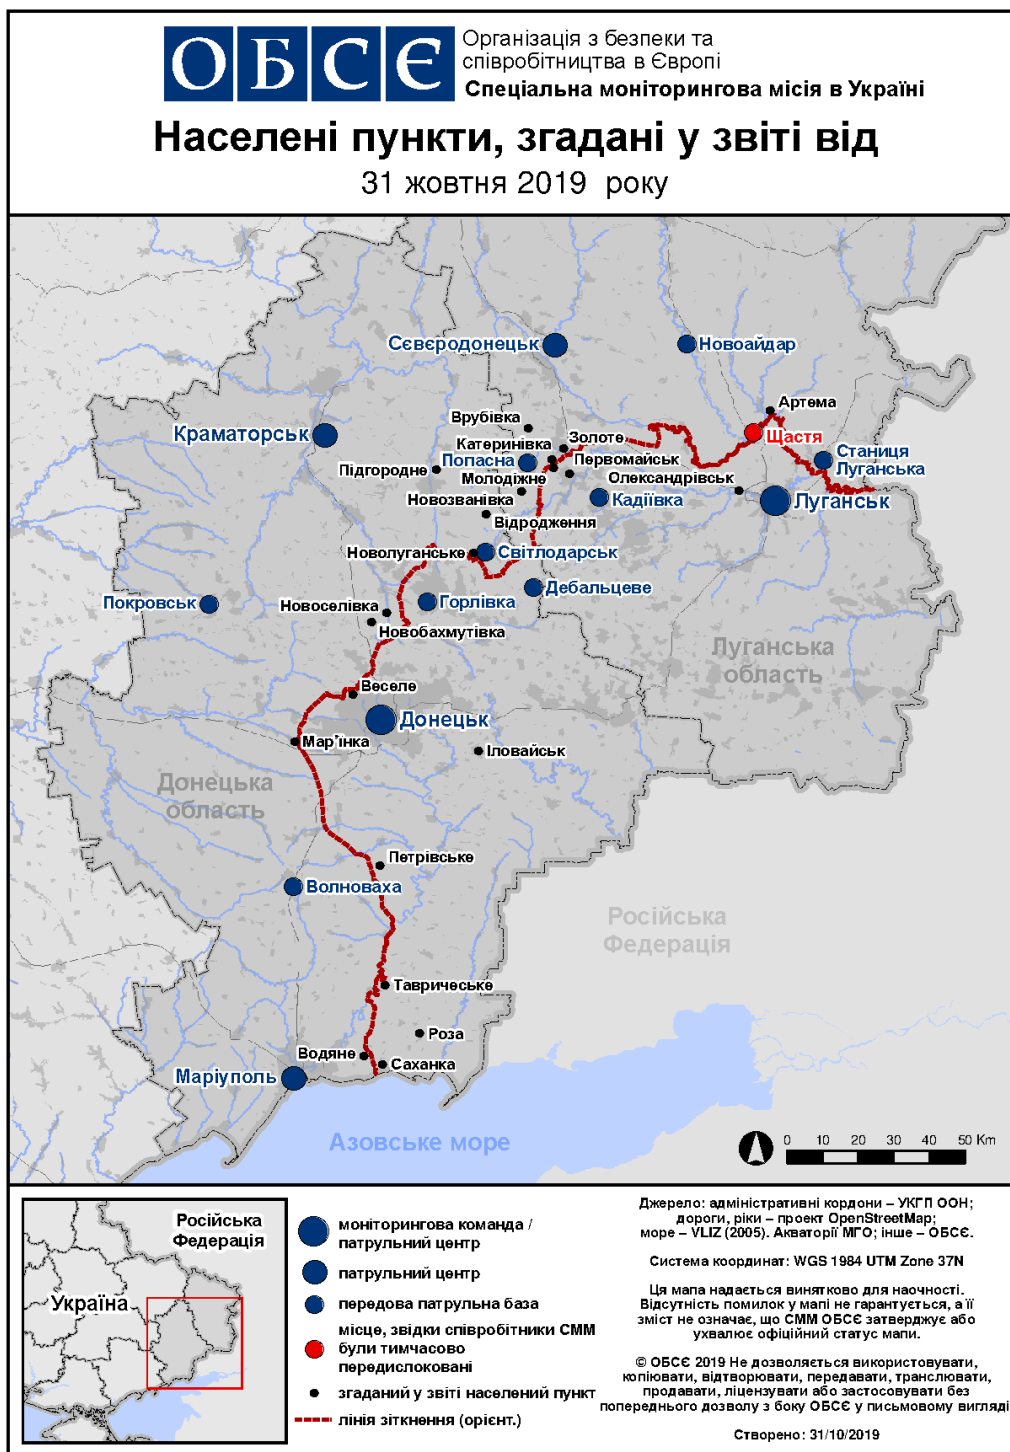 ОБСЄ
Організація з безпеки та
співробітництва в Європі
Спеціальна моніторингова місія в Україні
Населені пункти, згадані у звіті від
31 жовтня 2019 року
Сєвєродонецьк
Новоайдар
Артема
Врубівка
Щастя
Краматорськ
Золоте
Катеринівка
Станиця
Луганська
Попасна
Первомайськ
Підгородне
Молодіжне
Олександрівськ
Новозванівка
Кадіївка
Луганськ
Відродження
Новолуганське
Світлодарськ
Дебальцеве
Покровськ
Горлівка
Новоселівка
Новобахмутівка
Луганська
область
Веселе
Донецьк
Мар'їнка
Іловайськ
Донецька
область
Петрівське
Волноваха
Російська
Федерація
Тавричеське
Роза
Водяне
Саханка
Маріуполь
Азовське море
0 10 20 30 40 50 Km
Російська
Федерація
Україна
моніторингова команда /
патрульний центр
патрульний центр
передова патрульна база
місце, звідки співробітники СММ
були тимчасово
передислоковані
згаданий у звіті населений пункт
лінія зіткнення (орієнт.)
Джерело: адміністративні кордони – УКГП ООН;
дороги, ріки – проект OpenStreetMap;
море – VLIZ (2005). Акваторії МГО; інше – ОБСЄ.
Система координат: WGS 1984 UTM Zone 37N
Ця мапа надається винятково для наочності.
Відсутність помилок у мапі не гарантується, а її
зміст не означає, що СММ ОБСЄ затверджує або
ухвалює офіційний статус мапи.
© ОБСЄ 2019 Не дозволяється використовувати,
копіювати, відтворювати, передавати, транслювати,
продавати, ліцензувати або застосовувати без
попереднього дозволу з боку ОБСЄ у письмовому вигляді
Створено: 31/10/2019